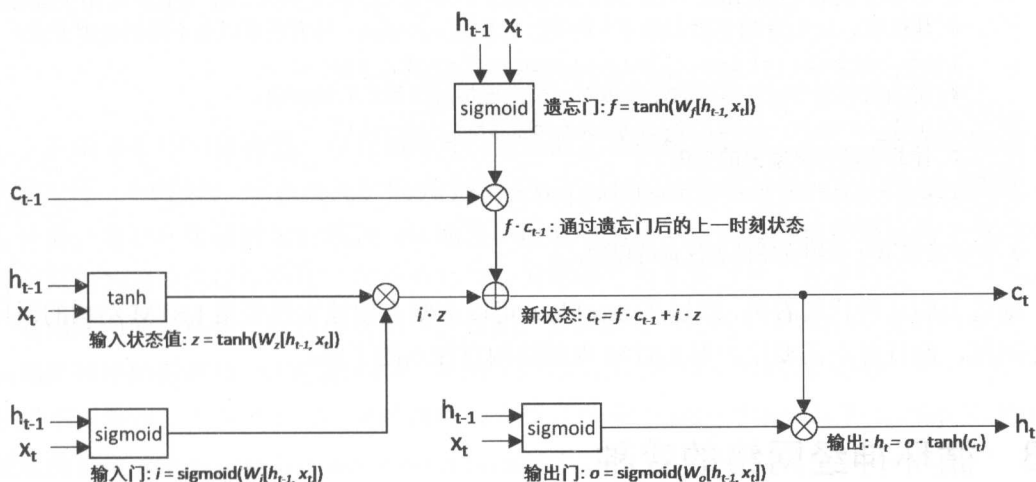 h_{t-1} x_t
sigmoid
遗忘门: f = tanh(W_f[h_{t-1}, x_t])
c_{t-1}
f · c_{t-1} : 通过遗忘门后的上一时刻状态
h_{t-1}
x_t
tanh
i · z
c_t
输入状态值: z = tanh(W_z[h_{t-1}, x_t])
新状态: c_t = f · c_{t-1} + i · z
h_{t-1}
x_t
sigmoid
输入门: i = sigmoid(W_i[h_{t-1}, x_t])
h_{t-1}
x_t
sigmoid
输出门: o = sigmoid(W_o[h_{t-1}, x_t])
h_t
输出: h_t = o · tanh(c_t)